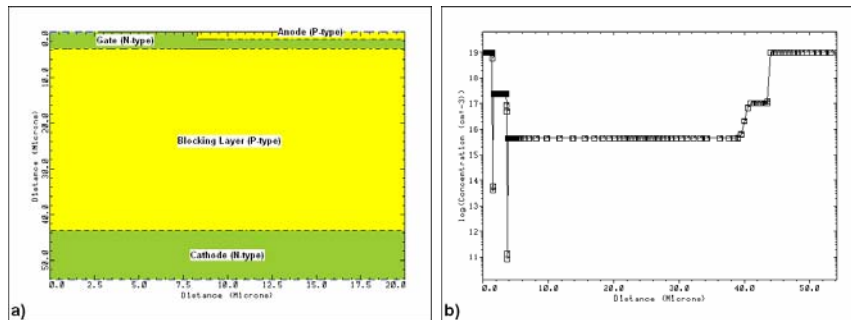 Anode (P-type)
Gate (N-type)
Blocking Layer (P-type)
Cathode (N-type)
Distance (Microns)
0.0 10.0 20.0 30.0 40.0 50.0
0.0 2.5 5.0 7.5 10.0 12.5 15.0 17.5 20.0
Distance (Microns)
a)
log(Concentration (cm^-3))
19
18
17
16
15
14
13
12
11
0.0 10.0 20.0 30.0 40.0 50.0
Distance (Microns)
b)